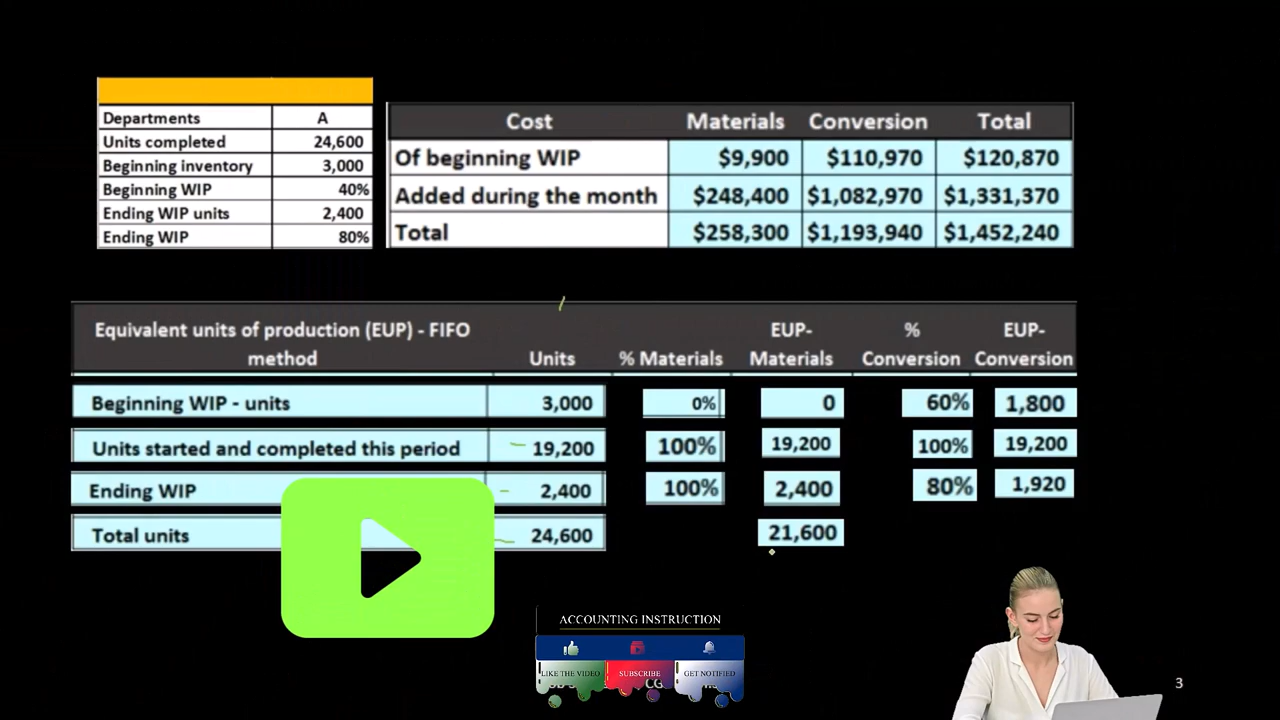 Departments A
Units completed 24,600
Beginning inventory 3,000
Beginning WIP 40%
Ending WIP units 2,400
Ending WIP 80%
Cost Materials Conversion Total
Of beginning WIP $9,900 $110,970 $120,870
Added during the month $248,400 $1,082,970 $1,331,370
Total $258,300 $1,193,940 $1,452,240
Equivalent units of production (EUP) - FIFO EUP- % EUP-
method Units % Materials Materials Conversion Conversion
Beginning WIP - units 3,000 0% 0 60% 1,800
Units started and completed this period 19,200 100% 19,200 100% 19,200
Ending WIP 2,400 100% 2,400 80% 1,920
Total units 24,600 21,600
ACCOUNTING INSTRUCTION
LIKE THE VIDEO SUBSCRIBE GET NOTIFIED
3